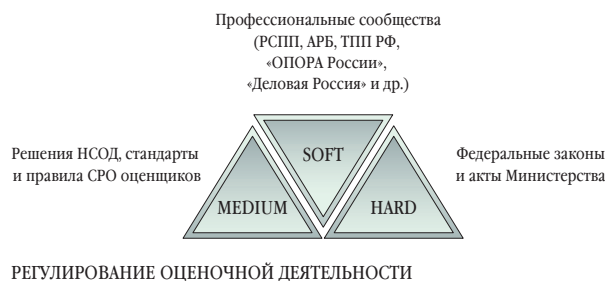 Профессиональные сообщества
(РСПП, АРБ, ТПП РФ,
«ОПОРА России»,
«Деловая Россия» и др.)
Решения НСОД, стандарты
и правила СРО оценщиков
SOFT
Федеральные законы
и акты Министерства
MEDIUM
HARD
РЕГУЛИРОВАНИЕ ОЦЕНОЧНОЙ ДЕЯТЕЛЬНОСТИ